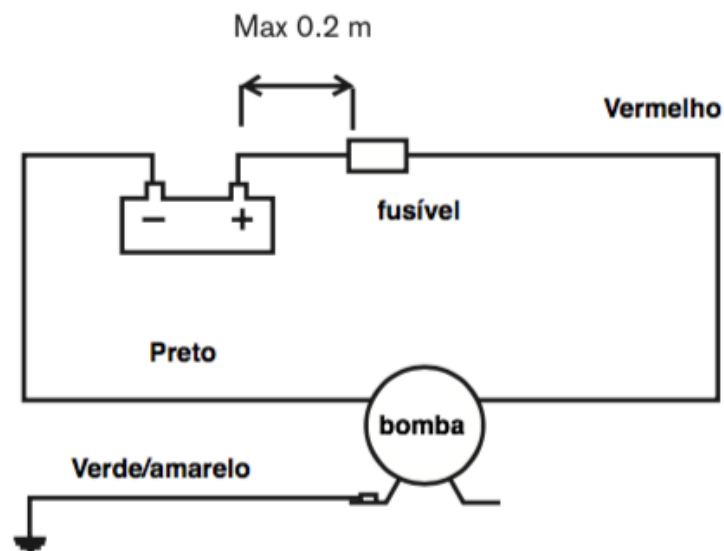 Max 0.2 m
Vermelho
− +
fusível
Preto
bomba
Verde/amarelo